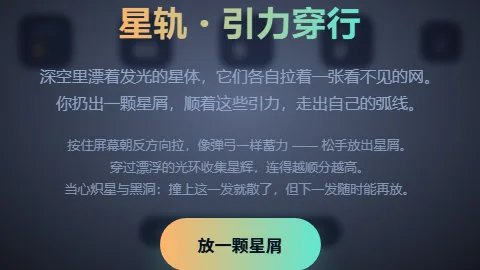 星轨·引力穿行
深空里漂着发光的星体，它们各自拉着一张看不见的网。
你扔出一颗星屑，顺着这些引力，走出自己的弧线。
按住屏幕朝反方向拉，像弹弓一样蓄力 —— 松手放出星屑。
穿过漂浮的光环收集星辉，连得越顺分越高。
当心炽星与黑洞：撞上这一发就散了，但下一发随时能再放。
放一颗星屑